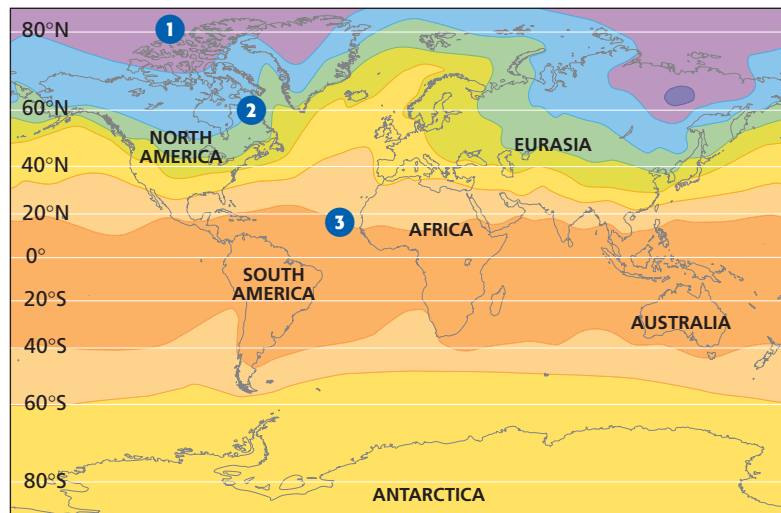 80°N
1
60°N
2
NORTH
AMERICA
EURASIA
40°N
20°N
3
AFRICA
0°
SOUTH
AMERICA
20°S
AUSTRALIA
40°S
60°S
80°S
ANTARCTICA